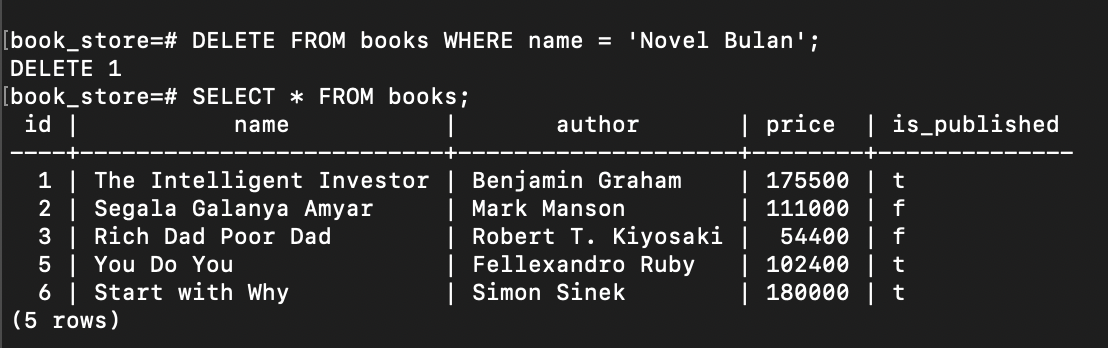 [book_store=# DELETE FROM books WHERE name = 'Novel Bulan';
DELETE 1
[book_store=# SELECT * FROM books;
 id |          name           |       author       | price  | is_published
----+-------------------------+--------------------+--------+--------------
  1 | The Intelligent Investor | Benjamin Graham    | 175500 | t
  2 | Segala Galanya Amyar     | Mark Manson        | 111000 | f
  3 | Rich Dad Poor Dad        | Robert T. Kiyosaki |  54400 | f
  5 | You Do You               | Fellexandro Ruby   | 102400 | t
  6 | Start with Why           | Simon Sinek        | 180000 | t
(5 rows)